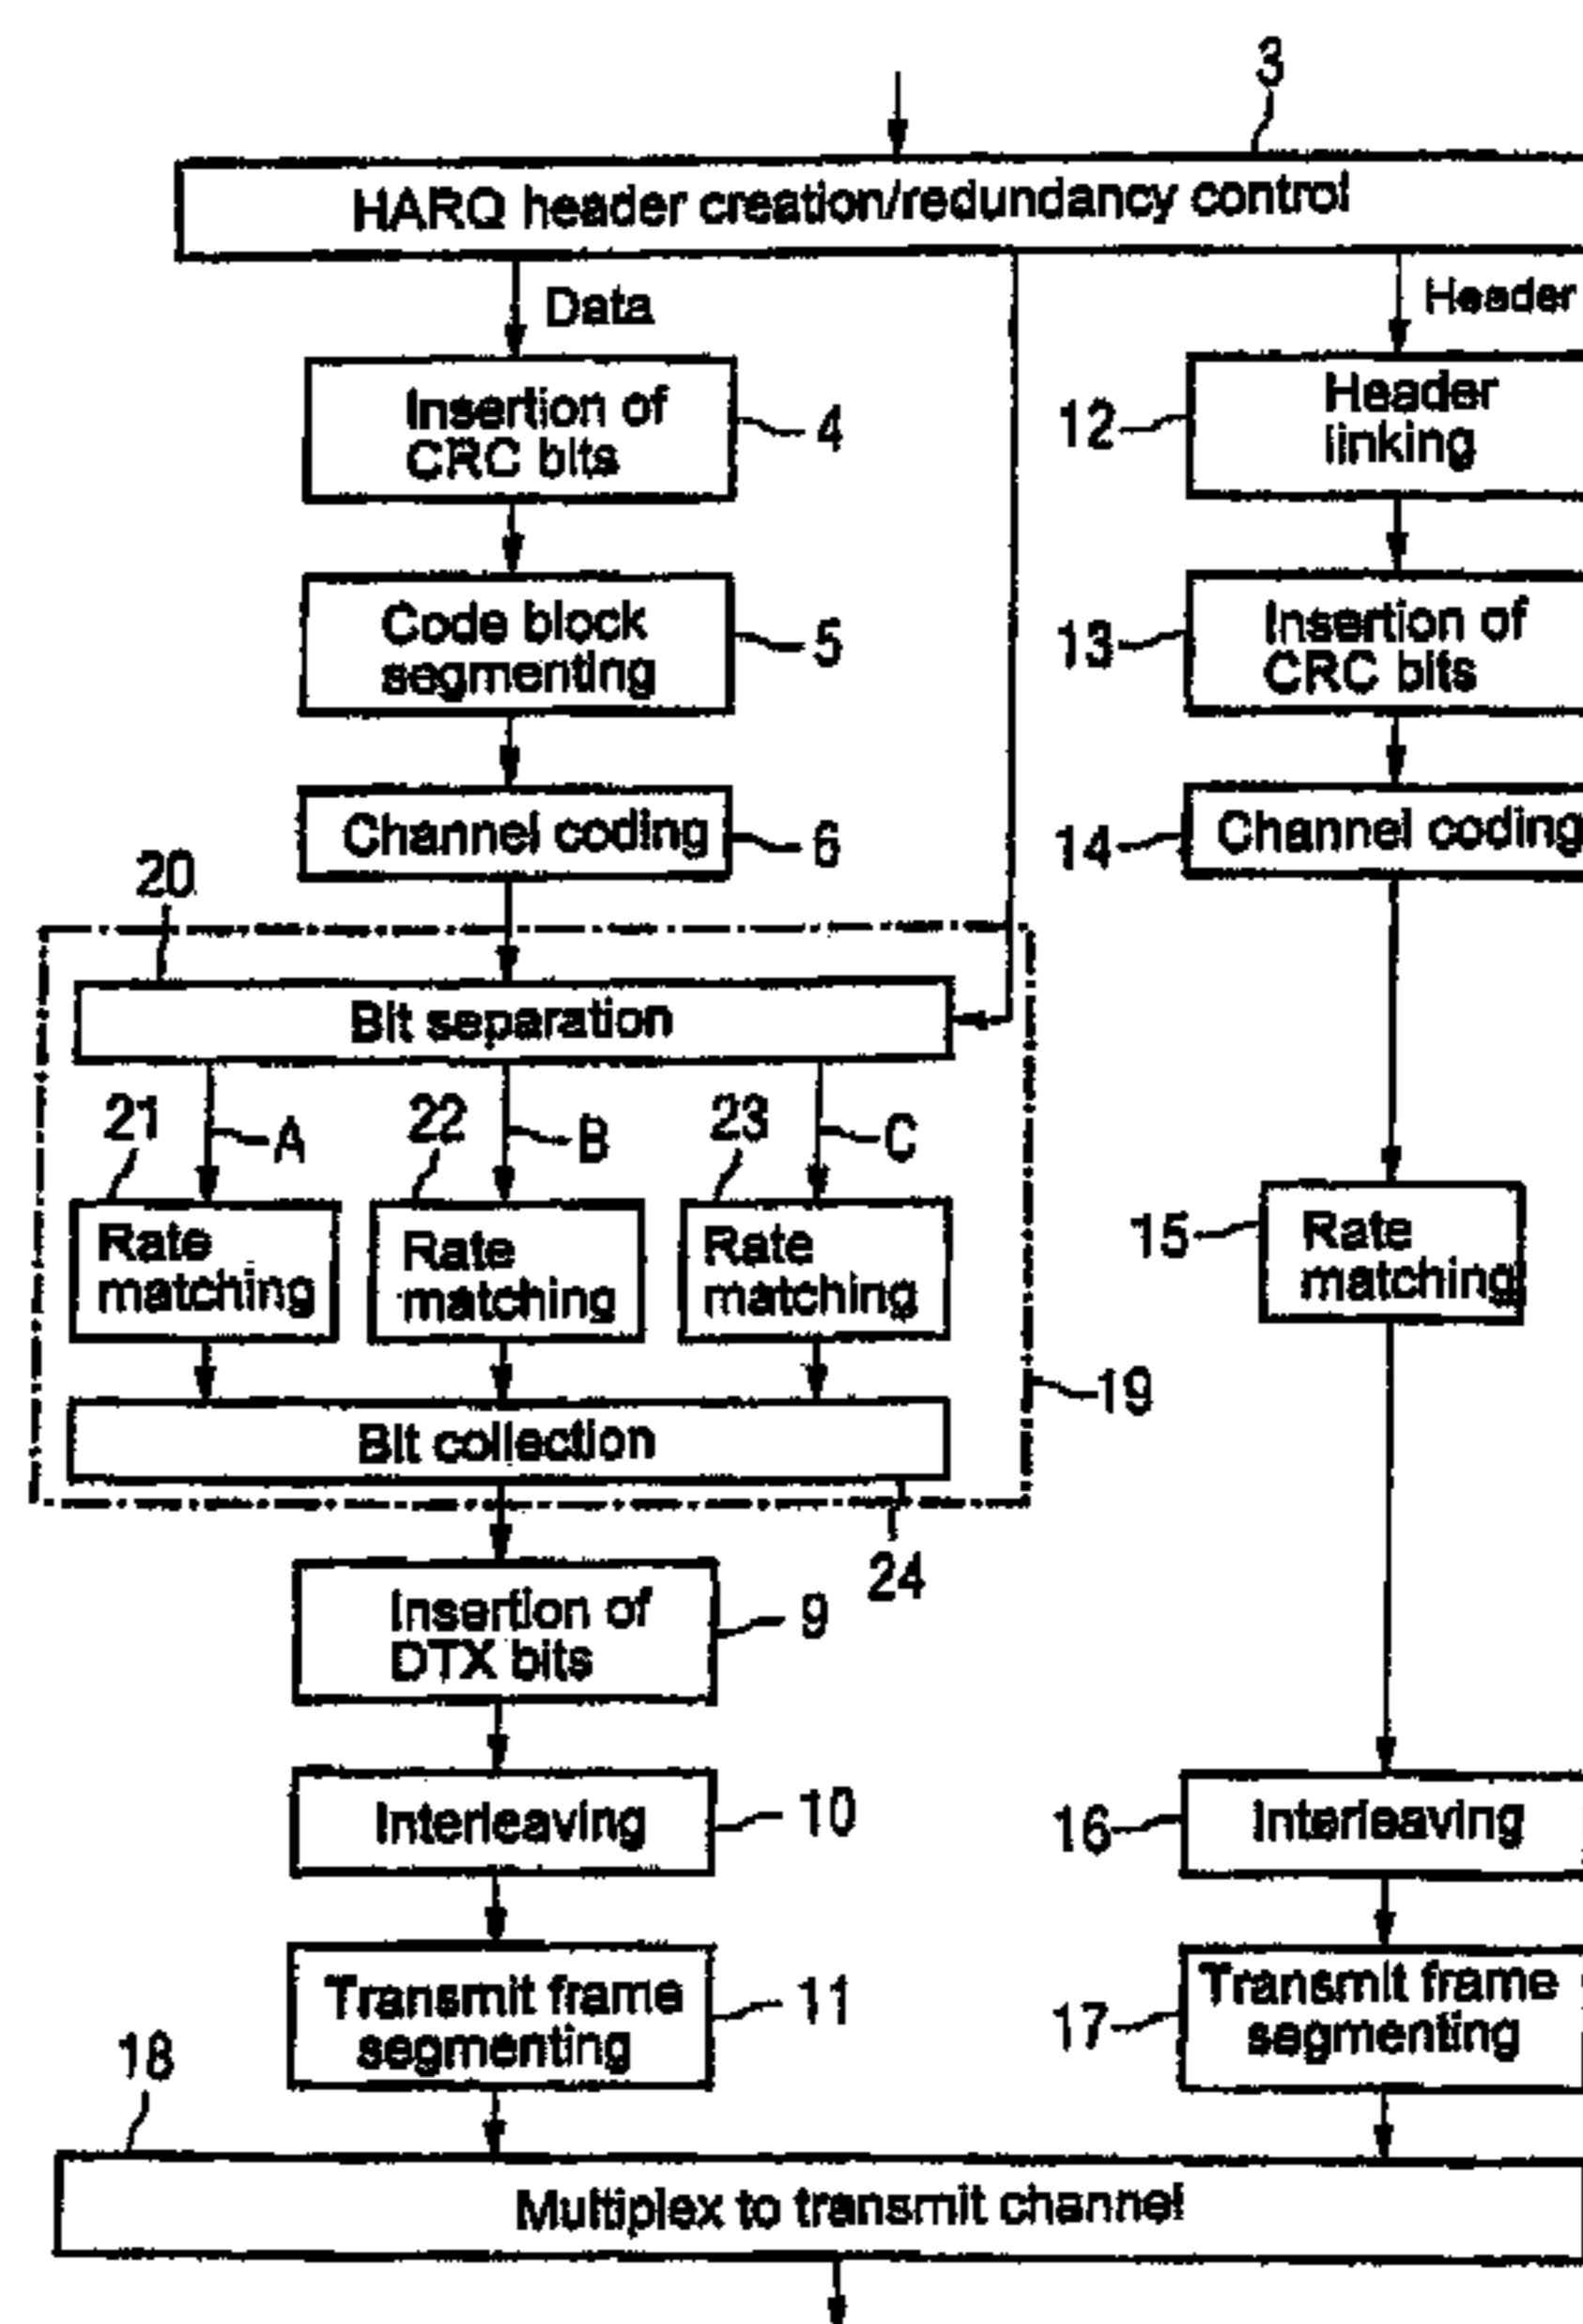 3
HARQ header creation/redundancy control
Data
Header
Insertion of
CRC bits
4
12
Header
linking
Code block
segmenting
5
13
Insertion of
CRC bits
Channel coding
6
14
Channel coding
20
Bit separation
21
A
22
B
23
C
Rate
matching
Rate
matching
Rate
matching
15
Rate
matching
19
Bit collection
24
Insertion of
DTX bits
9
Interleaving
10
16
Interleaving
Transmit frame
segmenting
11
17
Transmit frame
segmenting
18
Multiplex to transmit channel